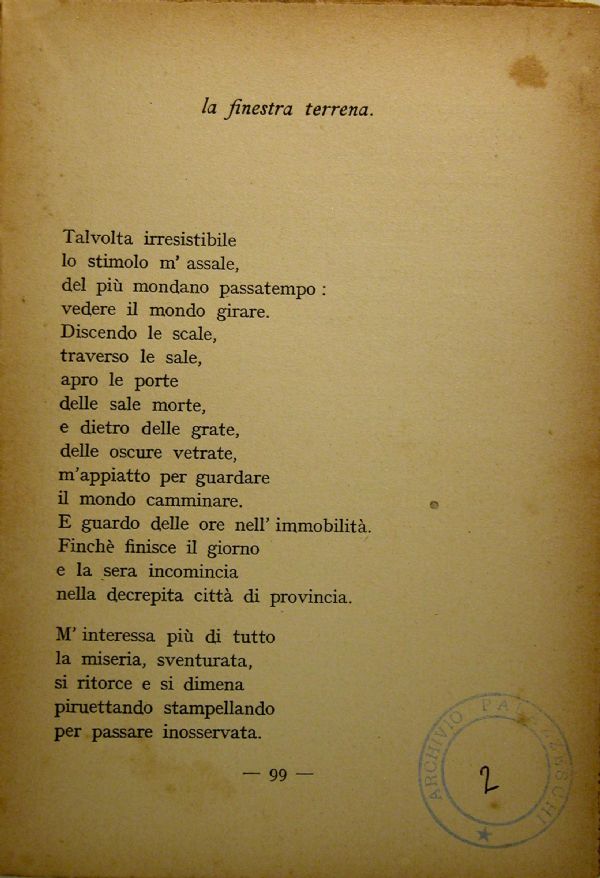 la finestra terrena.
Talvolta irresistibile
lo stimolo m' assale,
del più mondano passatempo :
vedere il mondo girare.
Discendo le scale,
traverso le sale,
apro le porte
delle sale morte,
e dietro delle grate,
delle oscure vetrate,
m'appiatto per guardare
il mondo camminare.
E guardo delle ore nell' immobilità.
Finchè finisce il giorno
e la sera incomincia
nella decrepita città di provincia.
M' interessa più di tutto
la miseria, sventurata,
si ritorce e si dimena
piruettando stampellando
per passare inosservata.
— 99 —
ARCHIVIO PALAZZESCHI
2